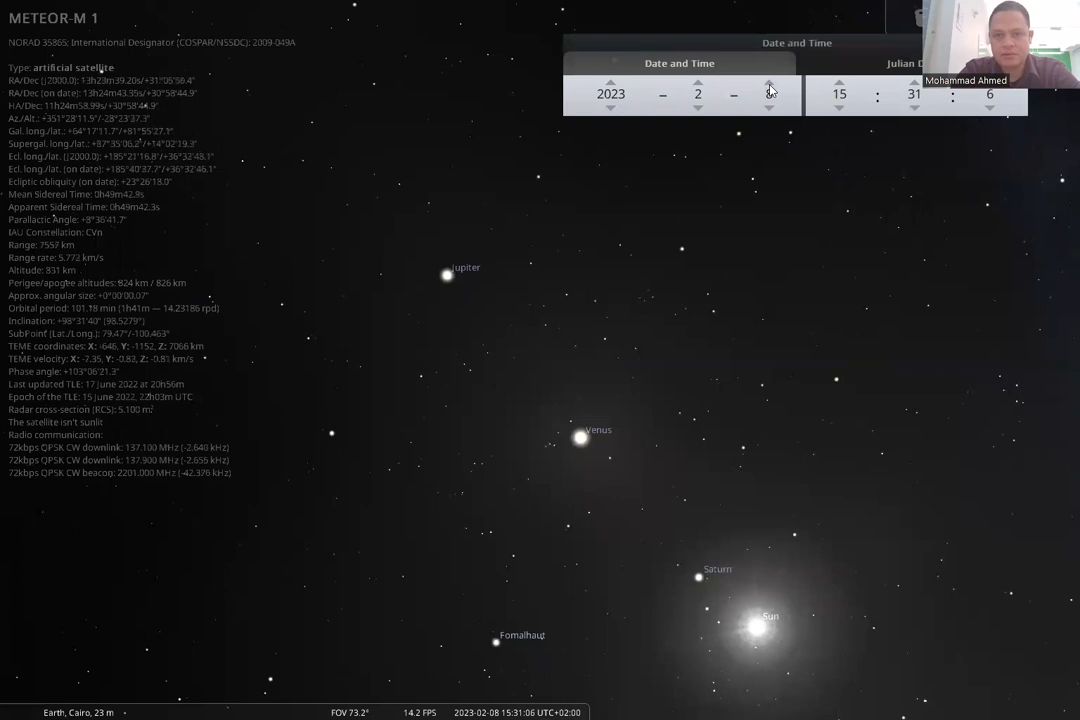 METEOR-M 1
NORAD 35865; International Designator (COSPAR/NSSDC): 2009-049A
Type: artificial satellite
RA/Dec (J2000.0): 13h23m39.20s/+31°05'56.4"
RA/Dec (on date): 13h24m43.35s/+30°58'44.9"
HA/Dec: 11h24m58.99s/+30°58'44.9"
Az./Alt.: +351°28'11.5"/-28°23'37.3"
Gal. long./lat.: +64°17'11.7"/+81°55'27.1"
Supergal. long./lat.: +87°35'06.2"/+14°02'19.3"
Ecl. long./lat. (J2000.0): +185°21'16.8"/+36°32'48.1"
Ecl. long./lat. (on date): +185°40'37.7"/+36°32'46.1"
Ecliptic obliquity (on date): +23°26'18.0"
Mean Sidereal Time: 0h49m42.9s
Apparent Sidereal Time: 0h49m42.3s
Parallactic Angle: +8°36'41.7"
IAU Constellation: CVn
Range: 7557 km
Range rate: 5.772 km/s
Altitude: 831 km
Perigee/apogee altitudes: 824 km / 826 km
Approx. angular size: +0°00'00.07"
Orbital period: 101.18 min (1h41m — 14.23186 rpd)
Inclination: +98°31'40" (98.5279°)
SubPoint (Lat./Long.): 79.47°/-100.463°
TEME coordinates: X: -646, Y: -1152, Z: 7066 km
TEME velocity: X: -7.35, Y: -0.82, Z: -0.81 km/s
Phase angle: +103°06'21.3"
Last updated TLE: 17 June 2022 at 20h56m
Epoch of the TLE: 15 June 2022, 22h03m UTC
Radar cross-section (RCS): 5.100 m²
The satellite isn't sunlit
Radio communication:
72kbps QPSK CW downlink: 137.100 MHz (-2.640 kHz)
72kbps QPSK CW downlink: 137.900 MHz (-2.655 kHz)
72kbps QPSK CW beacon: 2201.000 MHz (-42.376 kHz)
Date and Time
Date and Time Julian D
2023 – 2 – 8 15 : 31 : 6
Mohammad Ahmed
Jupiter
Venus
Saturn
Sun
Fomalhaut
Earth, Cairo, 23 m FOV 73.2° 14.2 FPS 2023-02-08 15:31:06 UTC+02:00